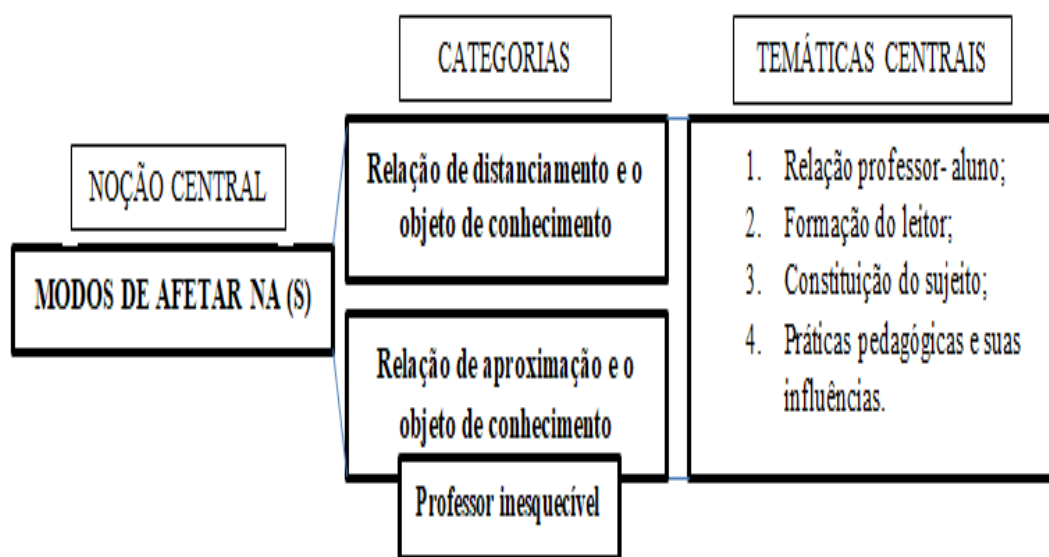 NOÇÃO CENTRAL
MODOS DE AFETAR NA (S)
CATEGORIAS
Relação de distanciamento e o
objeto de conhecimento
Relação de aproximação e o
objeto de conhecimento
Professor inesquecível
TEMÁTICAS CENTRAIS
1. Relação professor- aluno;
2. Formação do leitor;
3. Constituição do sujeito;
4. Práticas pedagógicas e suas
influências.